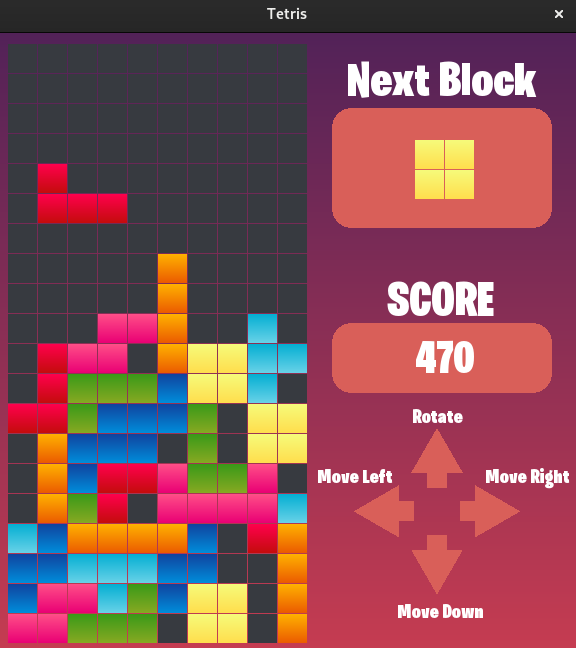 Tetris
×
Next Block
SCORE
470
Rotate
Move Left
Move Right
Move Down